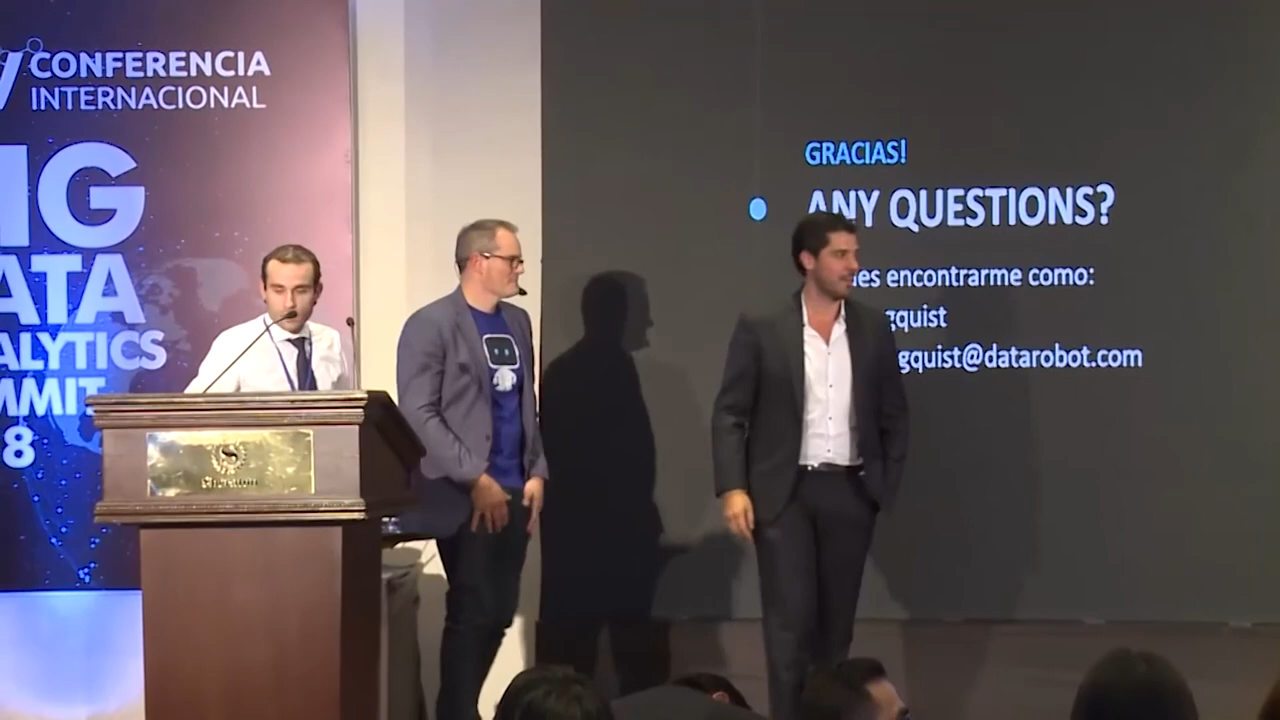 CONFERENCIA
INTERNACIONAL
IG
ATA
ALYTICS
MMIT
8
Sheraton
GRACIAS!
ANY QUESTIONS?
es encontrarme como:
gquist
gquist@datarobot.com